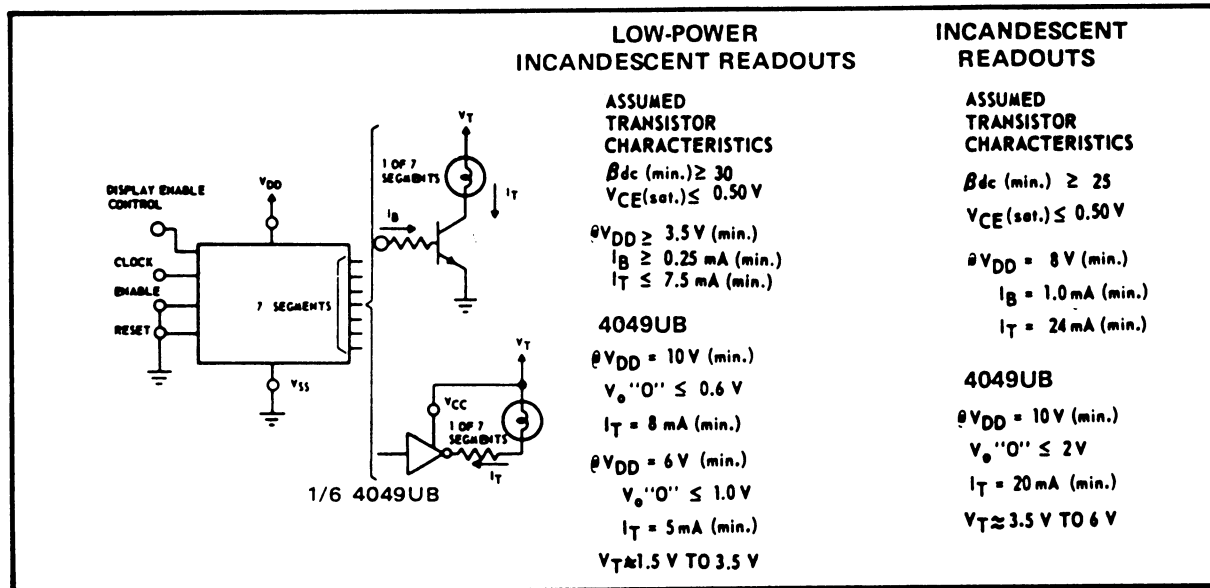 LOW-POWER
INCANDESCENT READOUTS
ASSUMED
TRANSISTOR
CHARACTERISTICS
βdc (min.) ≥ 30
VCE(sat.) ≤ 0.50 V
@VDD ≥ 3.5 V (min.)
IB ≥ 0.25 mA (min.)
IT ≤ 7.5 mA (min.)
4049UB
@VDD = 10 V (min.)
Vo "O" ≤ 0.6 V
IT = 8 mA (min.)
@VDD = 6 V (min.)
Vo "O" ≤ 1.0 V
IT = 5 mA (min.)
VT ≈ 1.5 V TO 3.5 V
INCANDESCENT
READOUTS
ASSUMED
TRANSISTOR
CHARACTERISTICS
βdc (min.) ≥ 25
VCE(sat.) ≤ 0.50 V
@VDD = 8 V (min.)
IB = 1.0 mA (min.)
IT = 24 mA (min.)
4049UB
@VDD = 10 V (min.)
Vo "O" ≤ 2 V
IT = 20 mA (min.)
VT ≈ 3.5 V TO 6 V
DISPLAY ENABLE
CONTROL
VDD
CLOCK
ENABLE
RESET
7 SEGMENTS
VSS
VT
1 OF 7
SEGMENTS
IT
IB
VT
VCC
1 OF 7
SEGMENTS
IT
1/6 4049UB